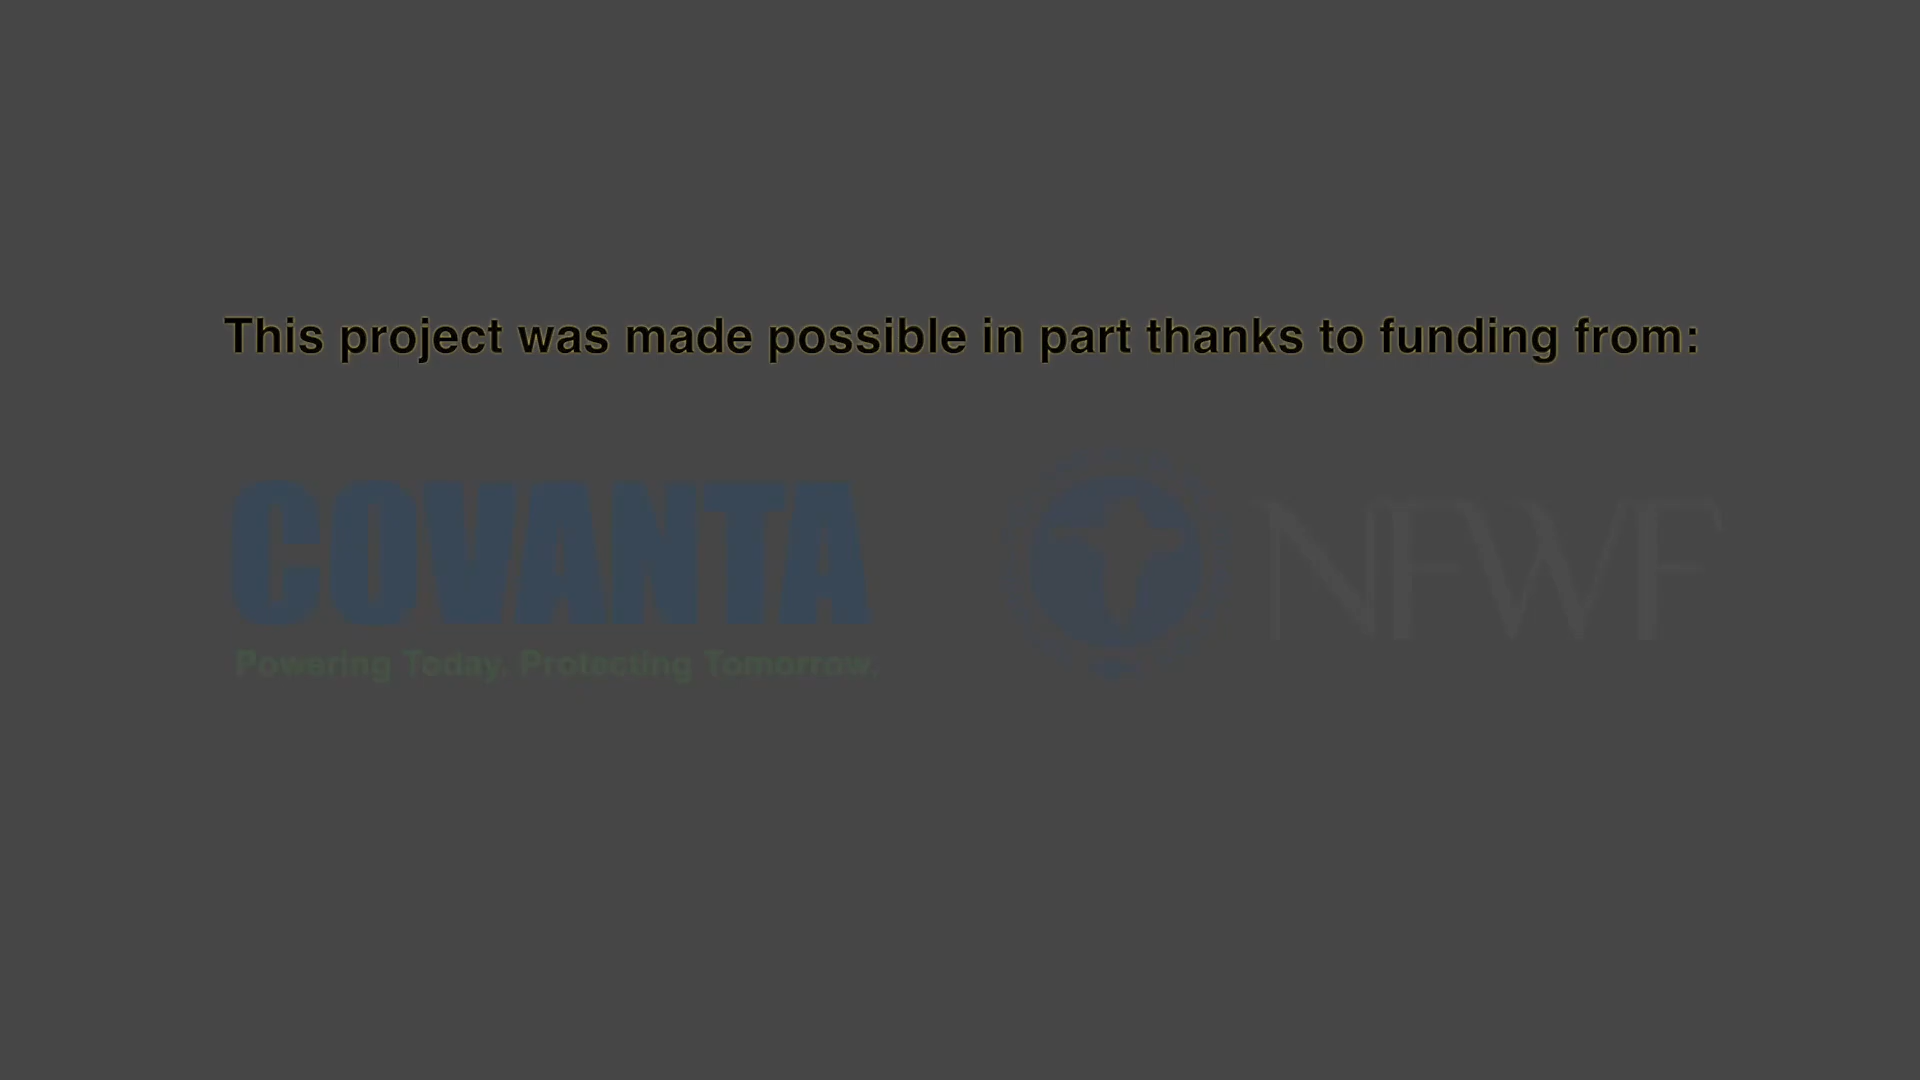 This project was made possible in part thanks to funding from:
COVANTA
Powering Today. Protecting Tomorrow.
NFWF